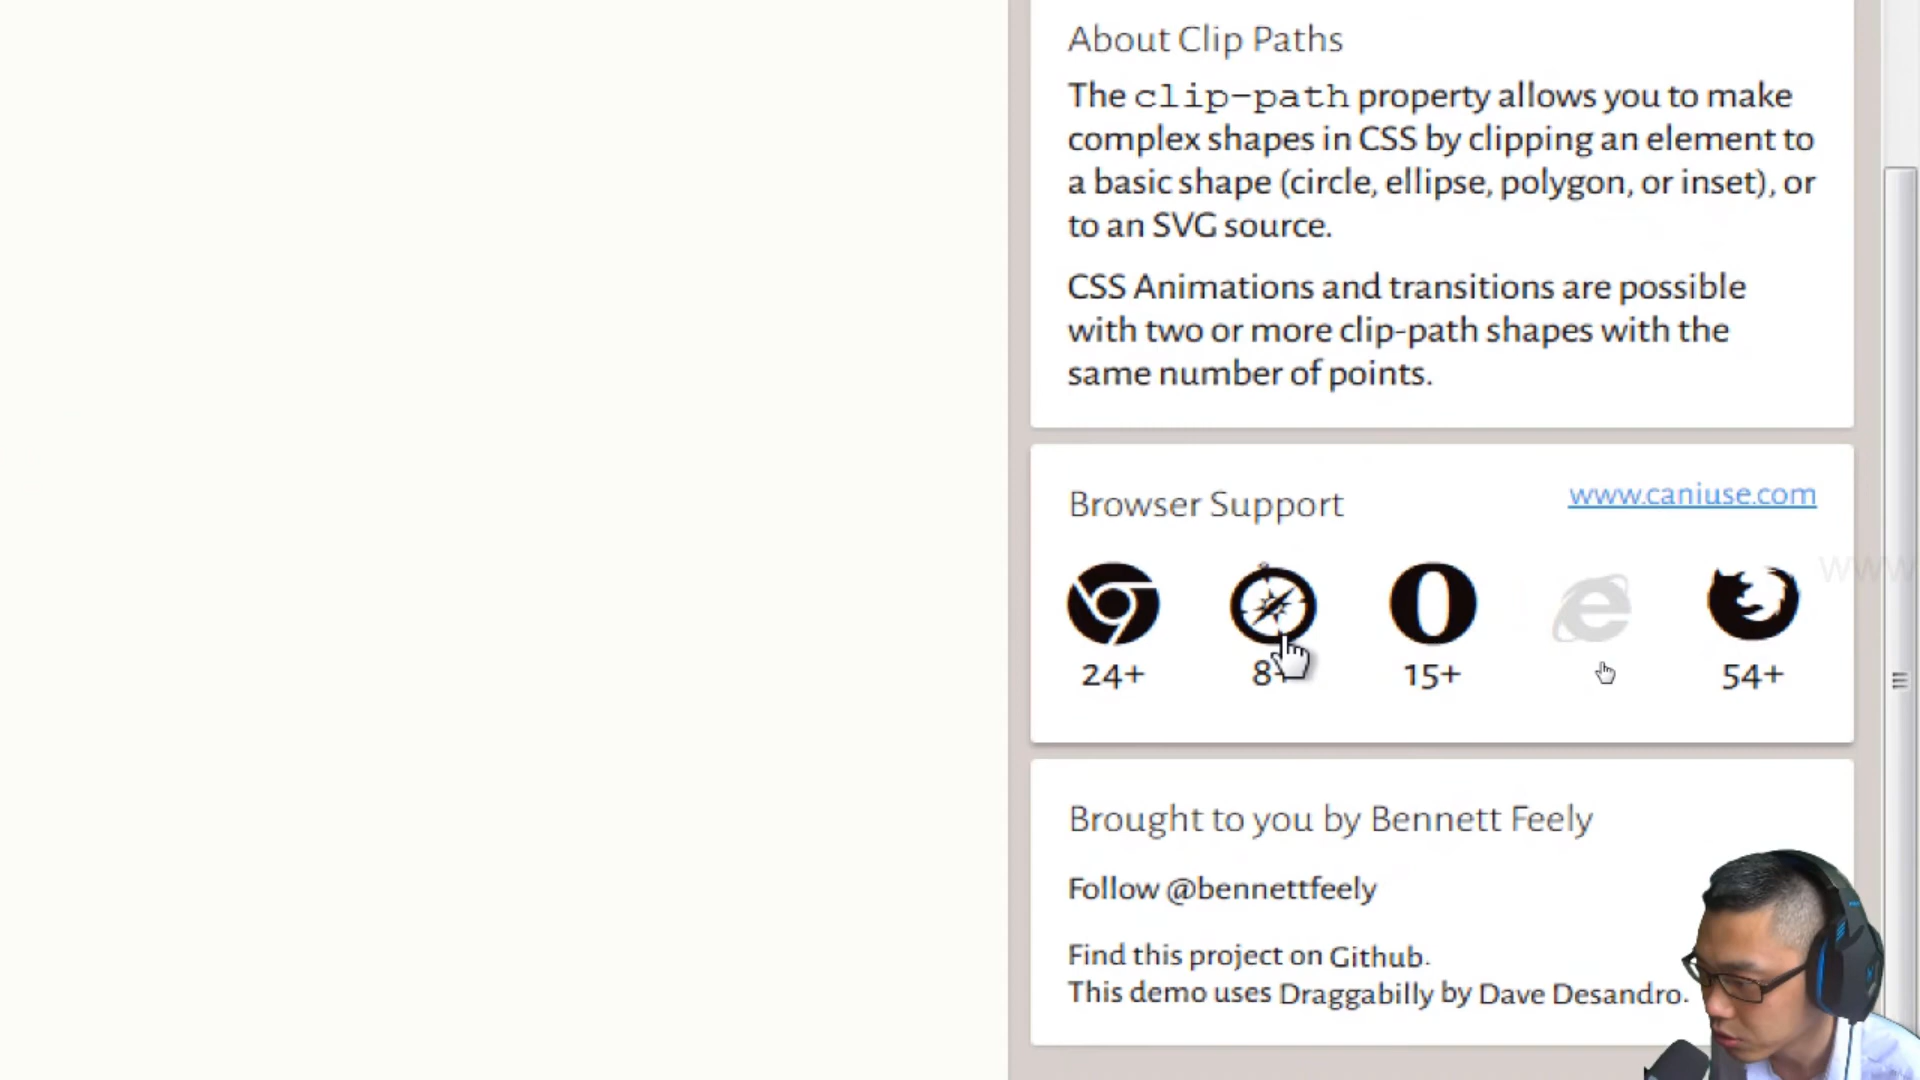 About Clip Paths
The clip-path property allows you to make
complex shapes in CSS by clipping an element to
a basic shape (circle, ellipse, polygon, or inset), or
to an SVG source.
CSS Animations and transitions are possible
with two or more clip-path shapes with the
same number of points.
Browser Support
www.caniuse.com
www
24+
8+
15+
54+
Brought to you by Bennett Feely
Follow @bennettfeely
Find this project on Github.
This demo uses Draggabilly by Dave Desandro.